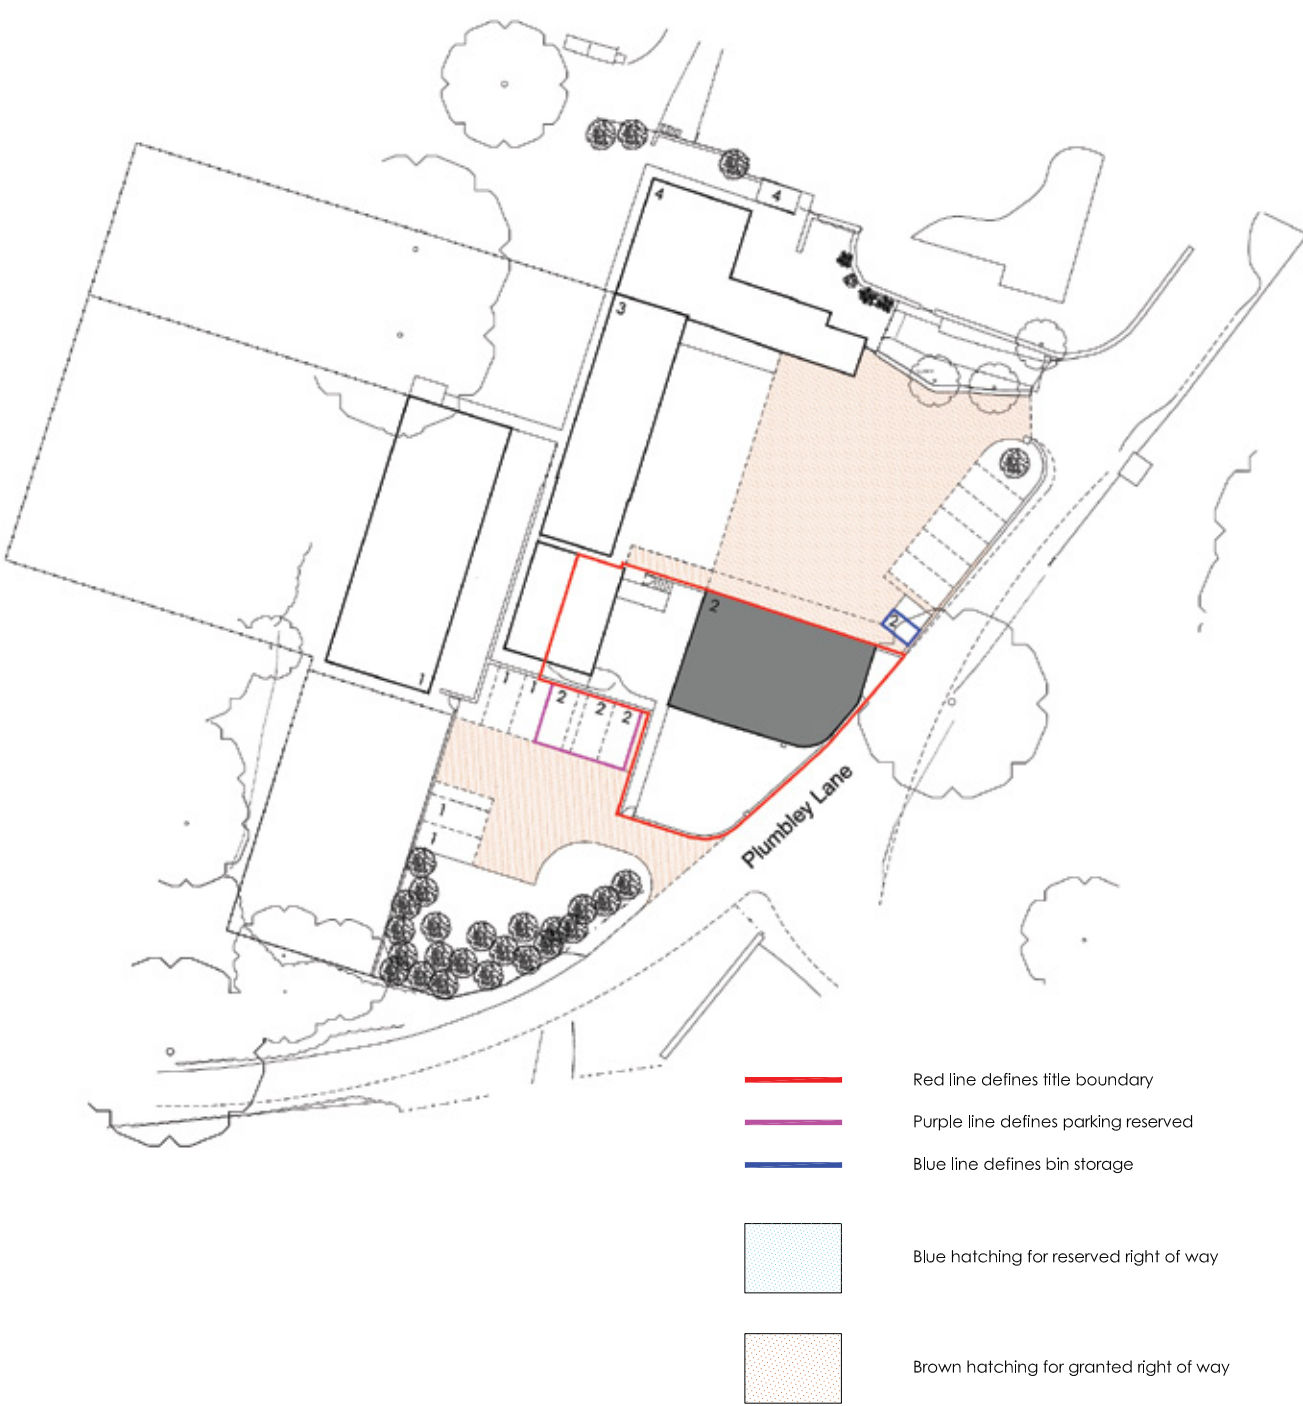 4
4
3
2
2
1
1
1
2
2
2
1
1
Plumbley Lane
Red line defines title boundary
Purple line defines parking reserved
Blue line defines bin storage
Blue hatching for reserved right of way
Brown hatching for granted right of way